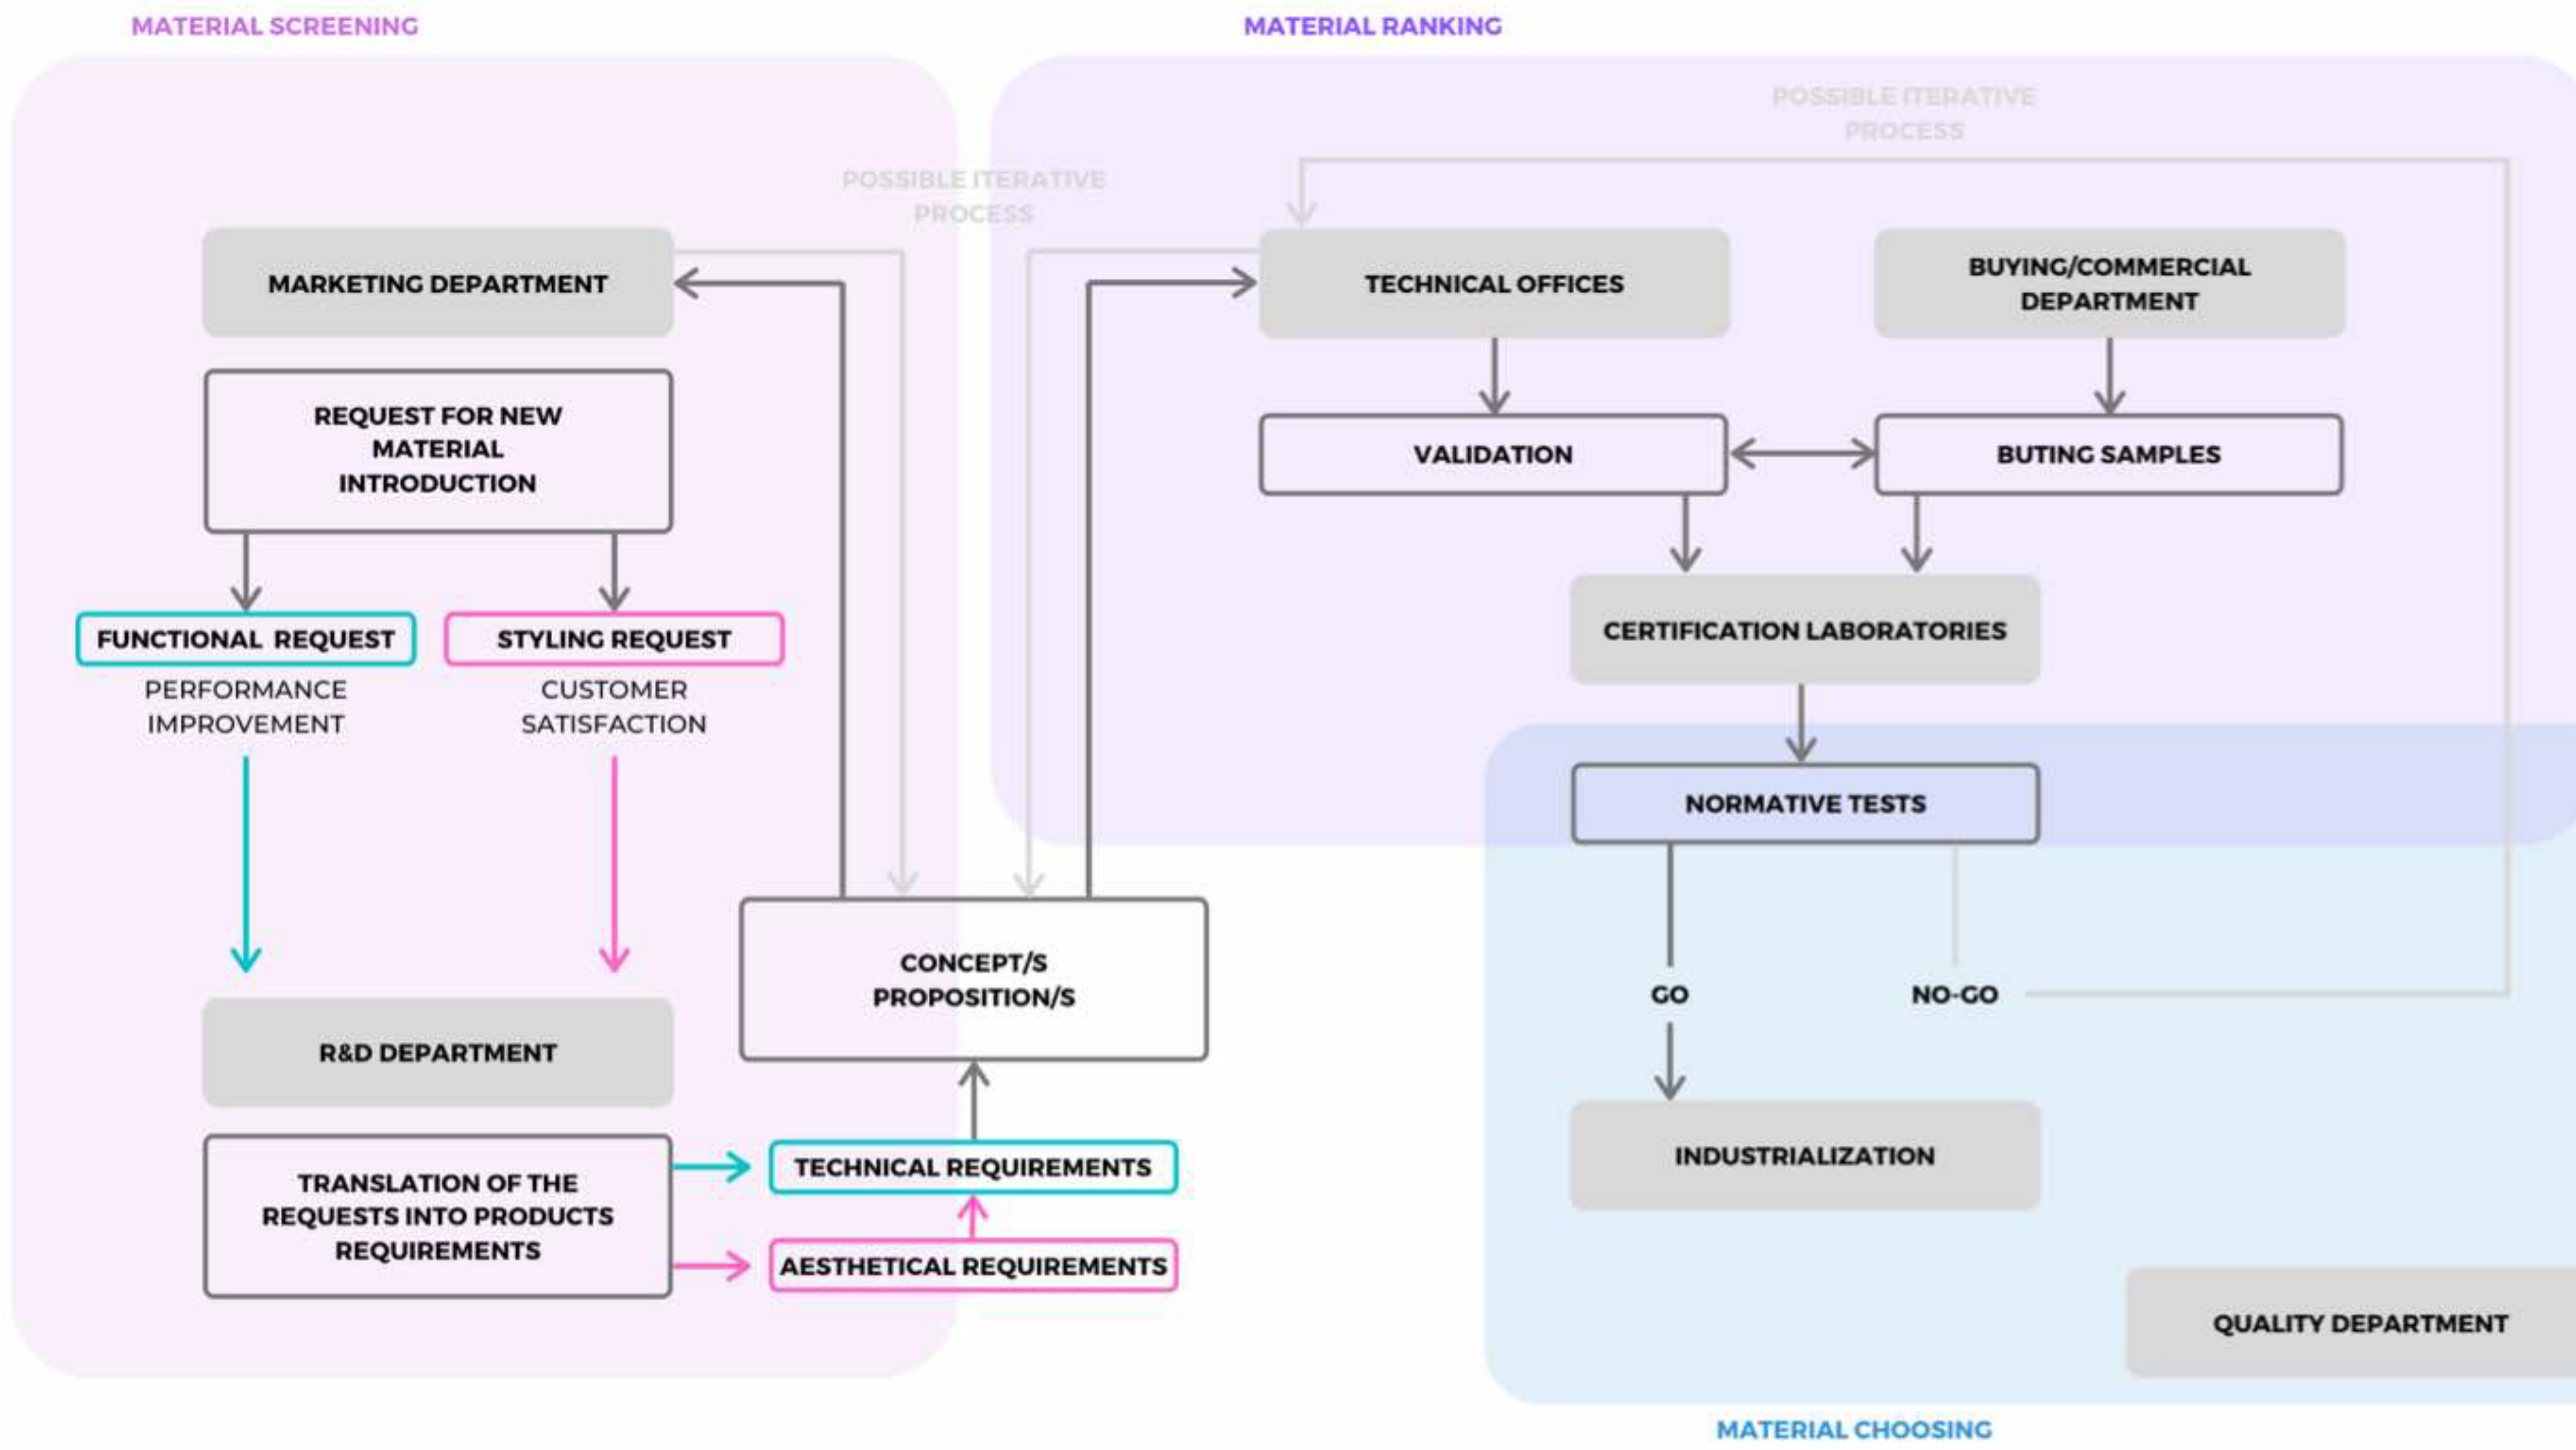 MATERIAL SCREENING
MATERIAL RANKING
POSSIBLE ITERATIVE
PROCESS
POSSIBLE ITERATIVE
PROCESS
MARKETING DEPARTMENT
TECHNICAL OFFICES
BUYING/COMMERCIAL
DEPARTMENT
REQUEST FOR NEW
MATERIAL
INTRODUCTION
VALIDATION
BUTING SAMPLES
FUNCTIONAL REQUEST
STYLING REQUEST
CERTIFICATION LABORATORIES
PERFORMANCE
IMPROVEMENT
CUSTOMER
SATISFACTION
NORMATIVE TESTS
CONCEPT/S
PROPOSITION/S
GO
NO-GO
R&D DEPARTMENT
TRANSLATION OF THE
REQUESTS INTO PRODUCTS
REQUIREMENTS
TECHNICAL REQUIREMENTS
AESTHETICAL REQUIREMENTS
INDUSTRIALIZATION
QUALITY DEPARTMENT
MATERIAL CHOOSING